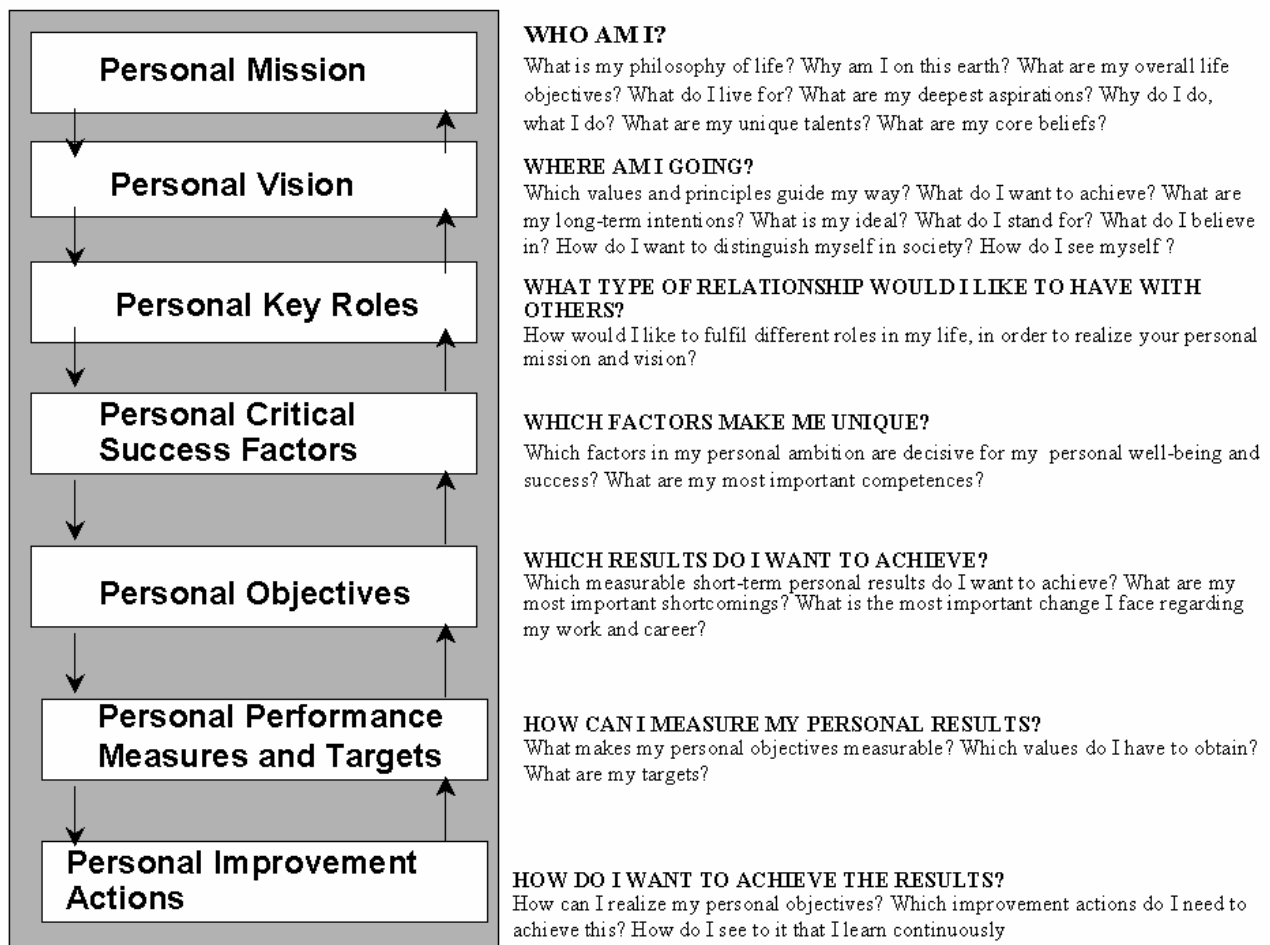 Personal Mission
WHO AM I?
What is my philosophy of life? Why am I on this earth? What are my overall life
objectives? What do I live for? What are my deepest aspirations? Why do I do,
what I do? What are my unique talents? What are my core beliefs?
Personal Vision
WHERE AM I GOING?
Which values and principles guide my way? What do I want to achieve? What are
my long-term intentions? What is my ideal? What do I stand for? What do I believe
in? How do I want to distinguish myself in society? How do I see myself ?
Personal Key Roles
WHAT TYPE OF RELATIONSHIP WOULD I LIKE TO HAVE WITH
OTHERS?
How would I like to fulfil different roles in my life, in order to realize your personal
mission and vision?
Personal Critical
Success Factors
WHICH FACTORS MAKE ME UNIQUE?
Which factors in my personal ambition are decisive for my personal well-being and
success? What are my most important competences?
Personal Objectives
WHICH RESULTS DO I WANT TO ACHIEVE?
Which measurable short-term personal results do I want to achieve? What are my
most important shortcomings? What is the most important change I face regarding
my work and career?
Personal Performance
Measures and Targets
HOW CAN I MEASURE MY PERSONAL RESULTS?
What makes my personal objectives measurable? Which values do I have to obtain?
What are my targets?
Personal Improvement
Actions
HOW DO I WANT TO ACHIEVE THE RESULTS?
How can I realize my personal objectives? Which improvement actions do I need to
achieve this? How do I see to it that I learn continuously